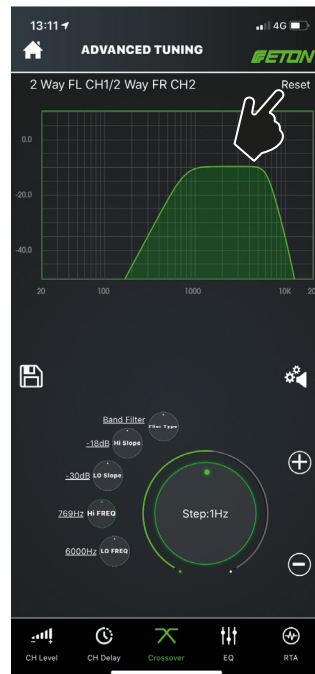 13:11 4G
ADVANCED TUNING ETON
2 Way FL CH1/2 Way FR CH2 Reset
0.0
-20.0
-40.0
20 100 1000 10K 20
Band Filter Filter Type
-18dB Hi Slope
-30dB LO Slope
769Hz Hi FREQ
6000Hz LO FREQ
Step:1Hz
CH Level CH Delay Crossover EQ RTA